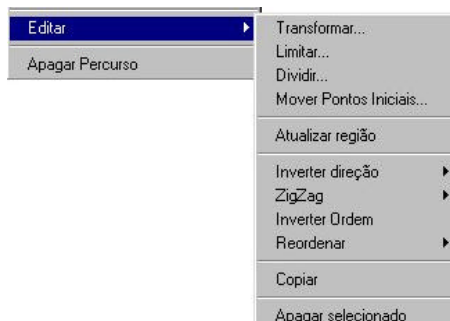 Editar
Apagar Percurso
Transformar...
Limitar...
Dividir...
Mover Pontos Iniciais...
Atualizar região
Inverter direção
ZigZag
Inverter Ordem
Reordenar
Copiar
Apagar selecionado